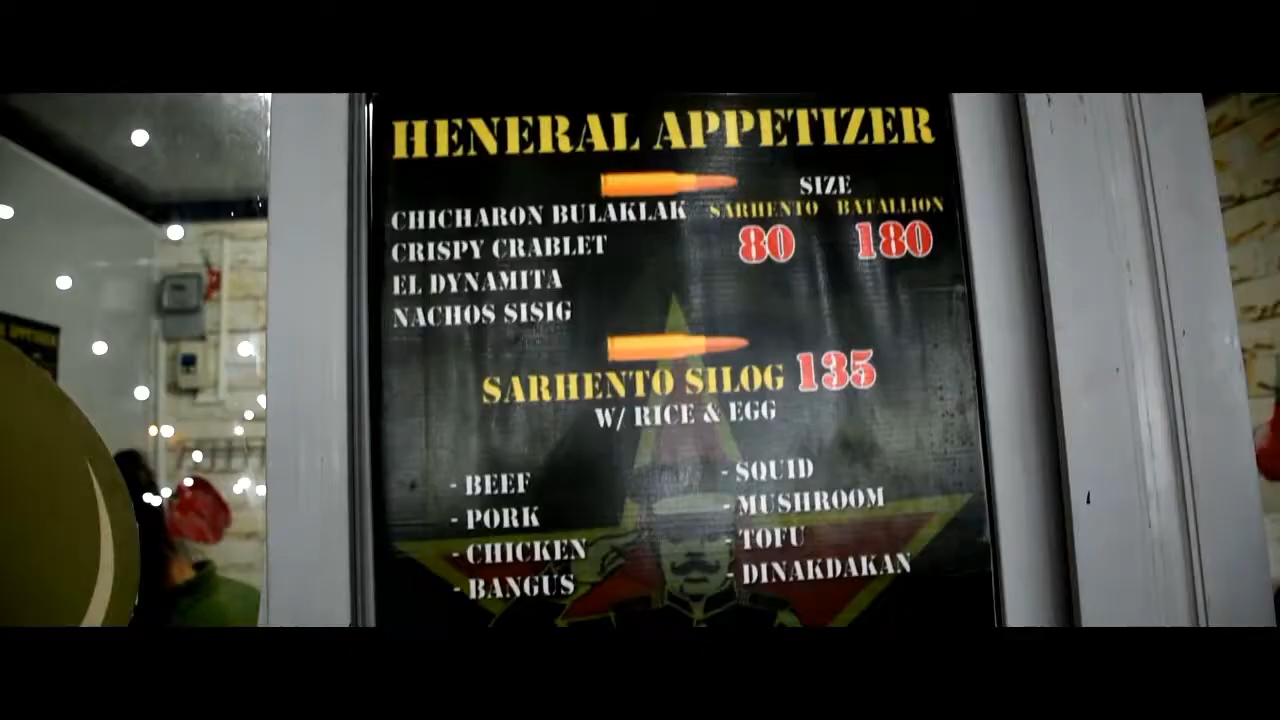 HENERAL APPETIZER
SIZE
CHICHARON BULAKLAK SARHENTO BATALLION
CRISPY CRABLET 80 180
EL DYNAMITA
NACHOS SISIG
SARHENTO SILOG 135
W/ RICE & EGG
- BEEF
- PORK
- CHICKEN
- BANGUS
- SQUID
- MUSHROOM
- TOFU
- DINAKDAKAN